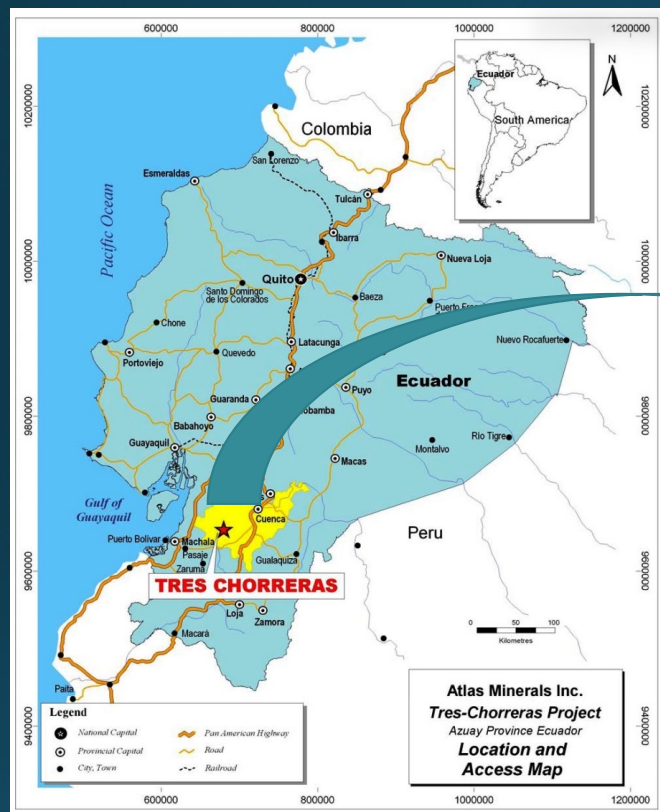 600000
800000
1000000
1200000
10200000
10200000
N
Ecuador
South America
Colombia
San Lorenzo
Esmeraldas
Tulcán
Ibarra
Pacific Ocean
10000000
Nueva Loja
Quito
Santo Domingo
de los Colorados
Baeza
Chone
Nuevo Rocafuerte
Latacunga
Portoviejo
Quevedo
Ecuador
Puyo
Guaranda
9800000
9800000
Babahoyo
Guayaquil
Macas
Montalvo
Rio Tigre
Gulf of
Guayaquil
Cuenca
Puerto Bolivar
Machala
Peru
Pasaje
Zaruma
Gualaquiza
9600000
9600000
TRES CHORRERAS
Loja
Zamora
Macará
0 50 100
Kilometres
Paita
Atlas Minerals Inc.
Tres-Chorreras Project
Azuay Province Ecuador
Location and
Access Map
Legend
National Capital
Pan American Highway
Provincial Capital
Road
City, Town
Railroad
9400000
9400000
600000
800000
1000000
1200000